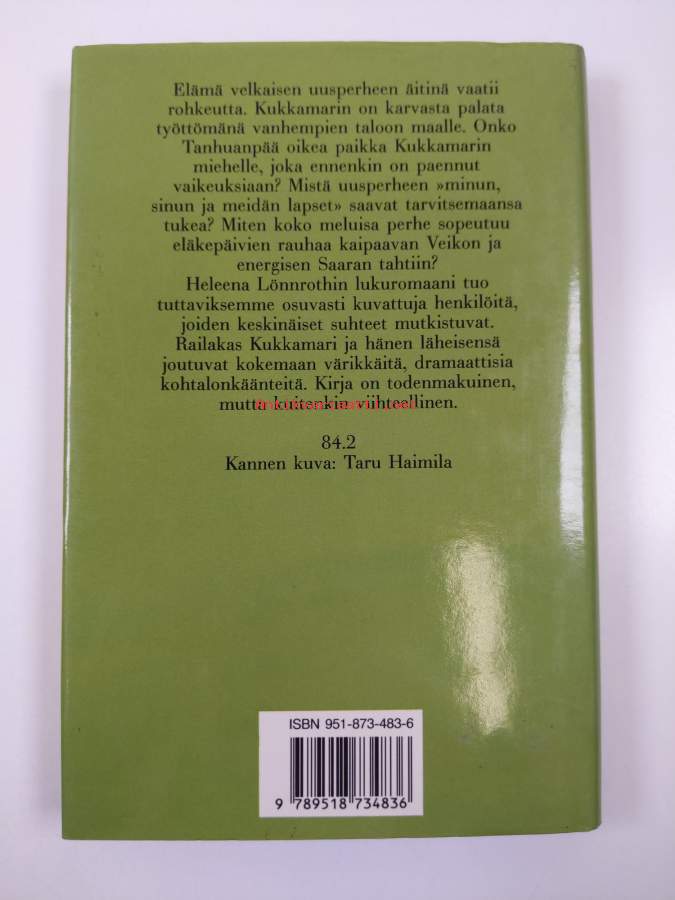 Elämä velkaisen uusperheen äitinä vaatii
rohkeutta. Kukkamarin on karvasta palata
työttömänä vanhempien taloon maalle. Onko
Tanhuanpää oikea paikka Kukkamarin
miehelle, joka ennenkin on paennut
vaikeuksiaan? Mistä uusperheen »minun,
sinun ja meidän lapset» saavat tarvitsemaansa
tukea? Miten koko meluisa perhe sopeutuu
eläkepäivien rauhaa kaipaavan Veikon ja
energisen Saaran tahtiin?
Heleena Lönnrothin lukuromaani tuo
tuttaviksemme osuvasti kuvattuja henkilöitä,
joiden keskinäiset suhteet mutkistuvat.
Railakas Kukkamari ja hänen läheisensä
joutuvat kokemaan värikkäitä, dramaattisia
kohtalonkäänteitä. Kirja on todenmakuinen,
mutta kuitenkin viihteellinen.
84.2
Kannen kuva: Taru Haimila
ISBN 951-873-483-6
9 789518 734836